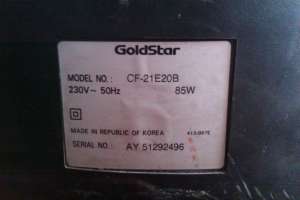 GoldStar
MODEL NO.: CF-21E20B
230V~ 50Hz 85W
MADE IN REPUBLIC OF KOREA
SERIAL NO.: AY 51292496